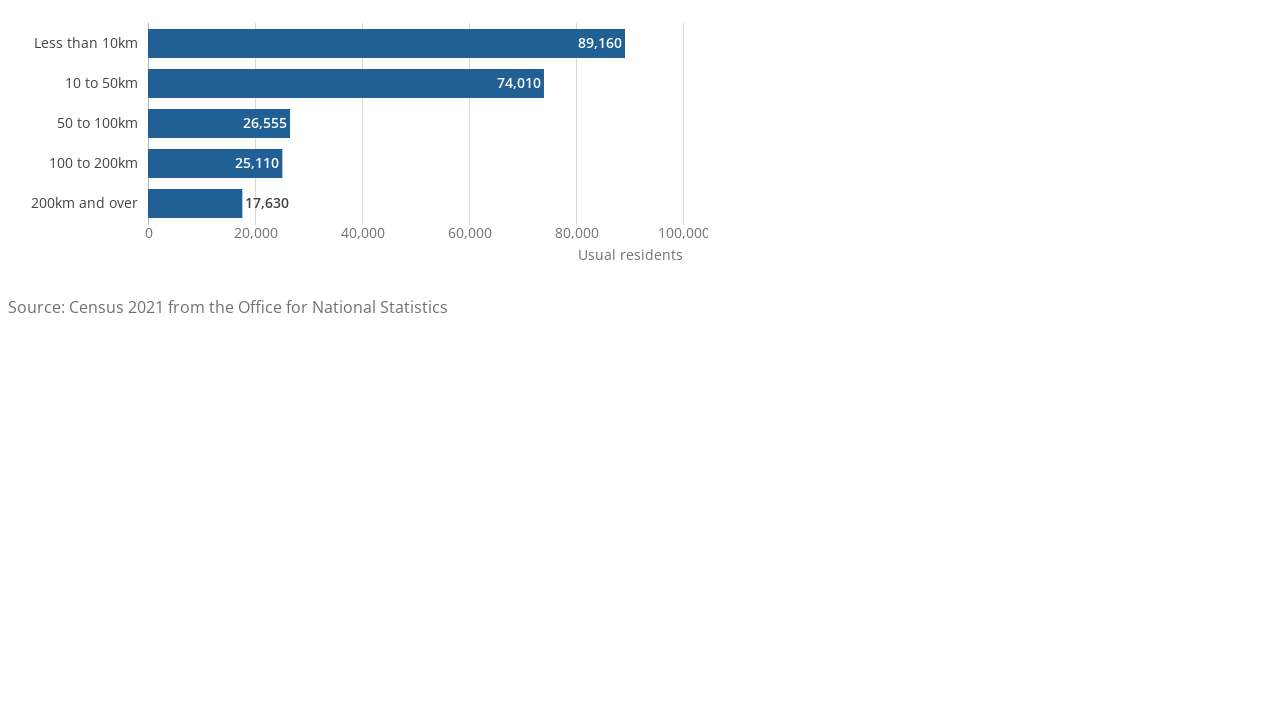 Less than 10km 89,160
10 to 50km 74,010
50 to 100km 26,555
100 to 200km 25,110
200km and over 17,630
0 20,000 40,000 60,000 80,000 100,000
Usual residents
Source: Census 2021 from the Office for National Statistics